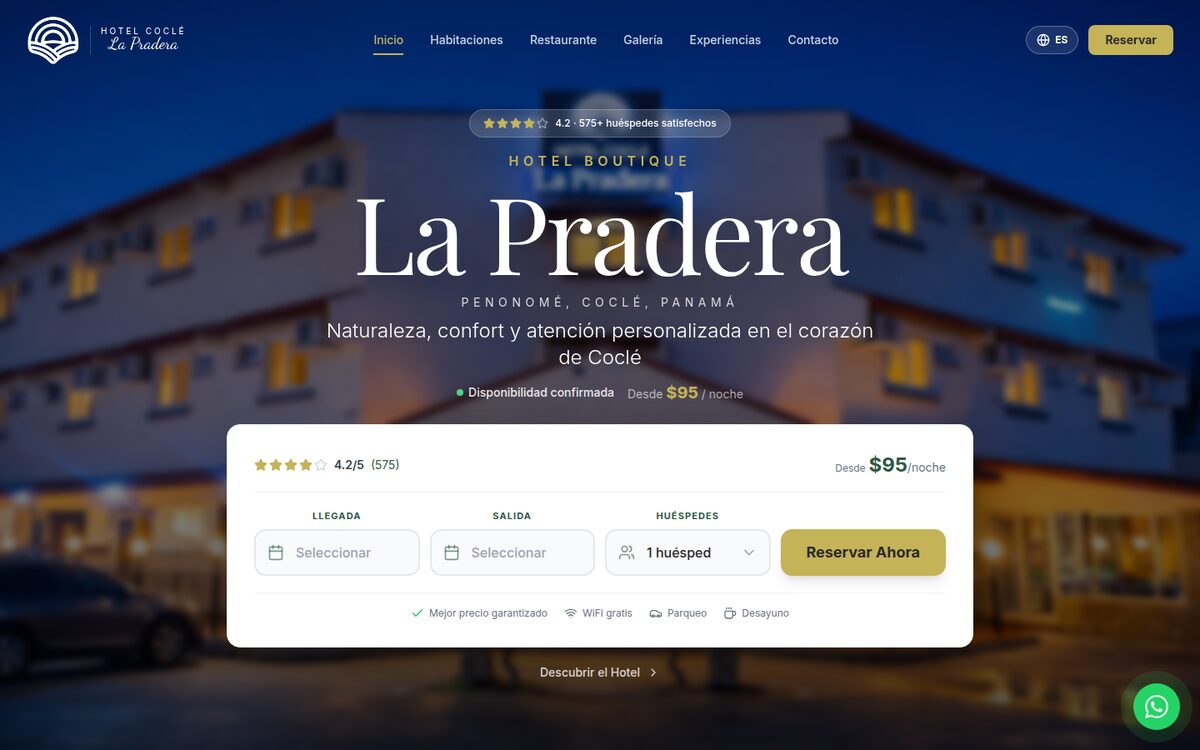 HOTEL COCLÉ
La Pradera
Inicio
Habitaciones
Restaurante
Galería
Experiencias
Contacto
ES
Reservar
4.2 · 575+ huéspedes satisfechos
HOTEL BOUTIQUE
La Pradera
La Pradera
PENONOMÉ, COCLÉ, PANAMÁ
Naturaleza, confort y atención personalizada en el corazón
de Coclé
Disponibilidad confirmada
Desde $95 / noche
4.2/5 (575)
Desde $95/noche
LLEGADA
SALIDA
HUÉSPEDES
Seleccionar
Seleccionar
1 huésped
Reservar Ahora
Mejor precio garantizado
WiFi gratis
Parqueo
Desayuno
Descubrir el Hotel